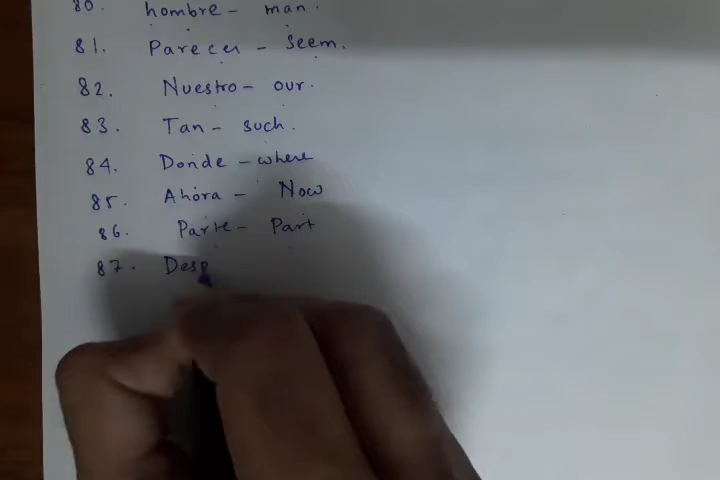 80. hombre - man.
81. Parecer - seem.
82. Nuestro - our.
83. Tan - such.
84. Donde - where
85. Ahora - Now
86. Parte - Part
87. Desp